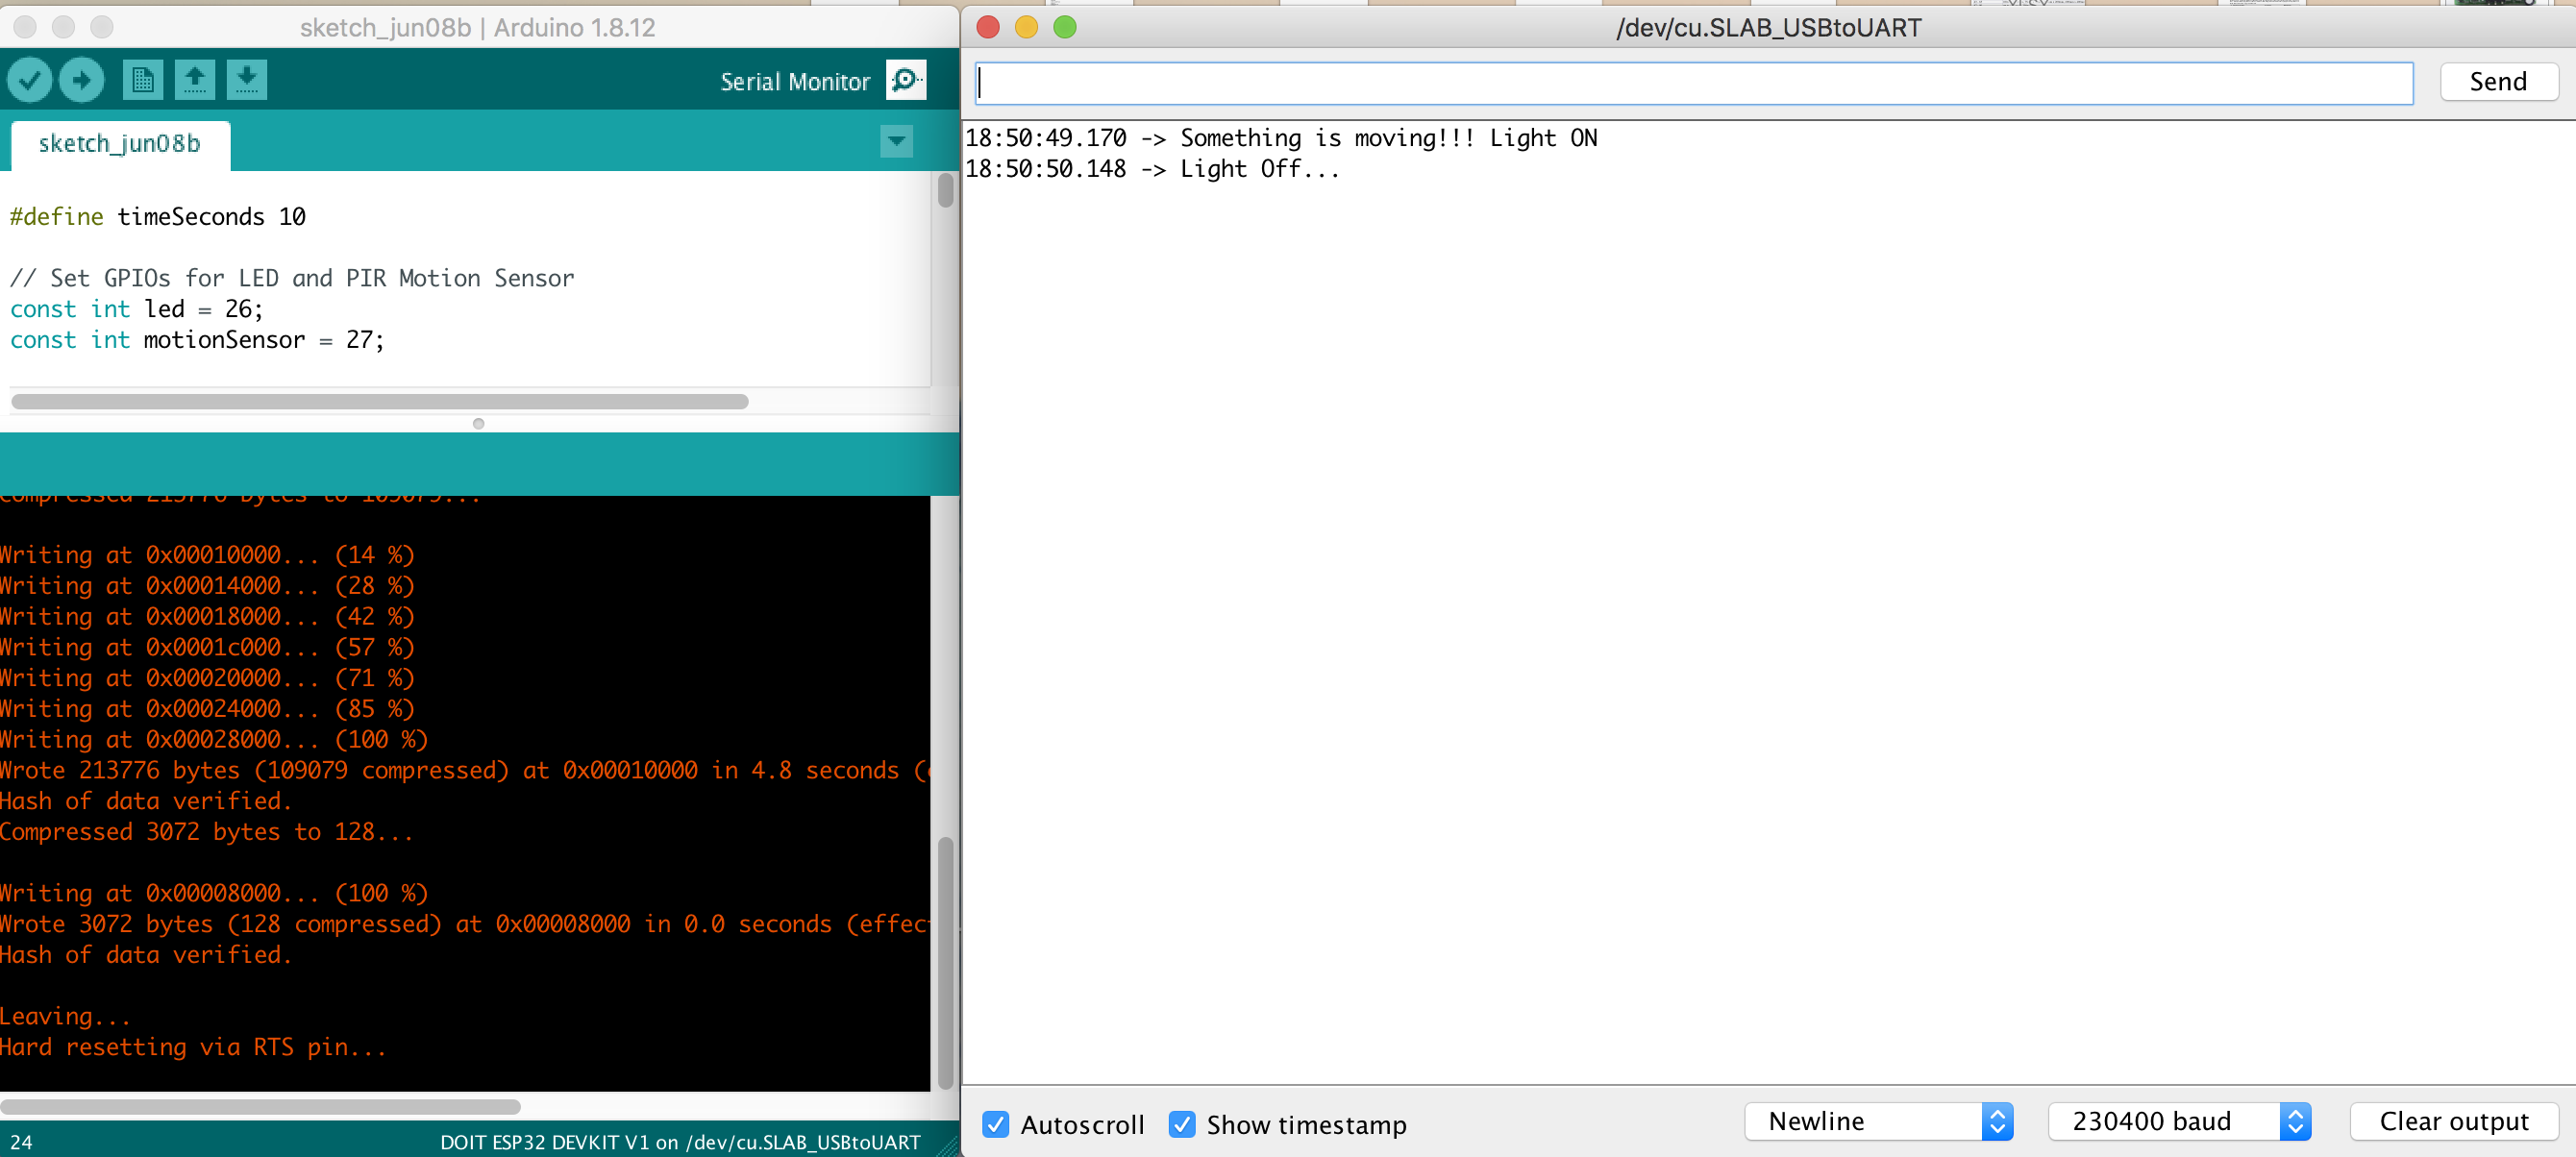 sketch_jun08b | Arduino 1.8.12
Serial Monitor
sketch_jun08b
#define timeSeconds 10
// Set GPIOs for LED and PIR Motion Sensor
const int led = 26;
const int motionSensor = 27;
Compressed 213776 bytes to 109079...
Writing at 0x00010000... (14 %)
Writing at 0x00014000... (28 %)
Writing at 0x00018000... (42 %)
Writing at 0x0001c000... (57 %)
Writing at 0x00020000... (71 %)
Writing at 0x00024000... (85 %)
Writing at 0x00028000... (100 %)
Wrote 213776 bytes (109079 compressed) at 0x00010000 in 4.8 seconds (
Hash of data verified.
Compressed 3072 bytes to 128...
Writing at 0x00008000... (100 %)
Wrote 3072 bytes (128 compressed) at 0x00008000 in 0.0 seconds (effec
Hash of data verified.
Leaving...
Hard resetting via RTS pin...
24
DOIT ESP32 DEVKIT V1 on /dev/cu.SLAB_USBtoUART
/dev/cu.SLAB_USBtoUART
Send
18:50:49.170 -> Something is moving!!! Light ON
18:50:50.148 -> Light Off...
Autoscroll
Show timestamp
Newline
230400 baud
Clear output